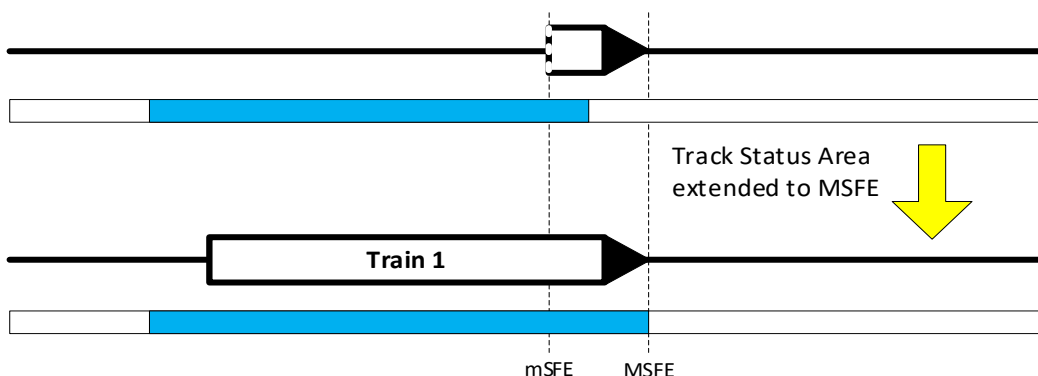 Track Status Area
extended to MSFE
Train 1
mSFE
MSFE